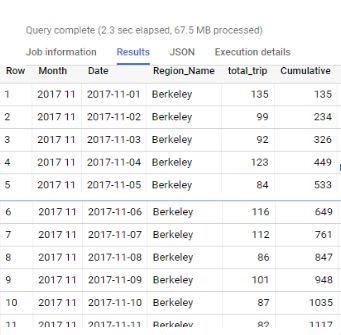 Query complete (2.3 sec elapsed, 67.5 MB processed)
Job information Results JSON Execution details
Row Month Date Region_Name total_trip Cumulative
1 2017 11 2017-11-01 Berkeley 135 135
2 2017 11 2017-11-02 Berkeley 99 234
3 2017 11 2017-11-03 Berkeley 92 326
4 2017 11 2017-11-04 Berkeley 123 449
5 2017 11 2017-11-05 Berkeley 84 533
6 2017 11 2017-11-06 Berkeley 116 649
7 2017 11 2017-11-07 Berkeley 112 761
8 2017 11 2017-11-08 Berkeley 86 847
9 2017 11 2017-11-09 Berkeley 101 948
10 2017 11 2017-11-10 Berkeley 87 1035
11 2017 11 2017-11-11 Berkeley 82 1117